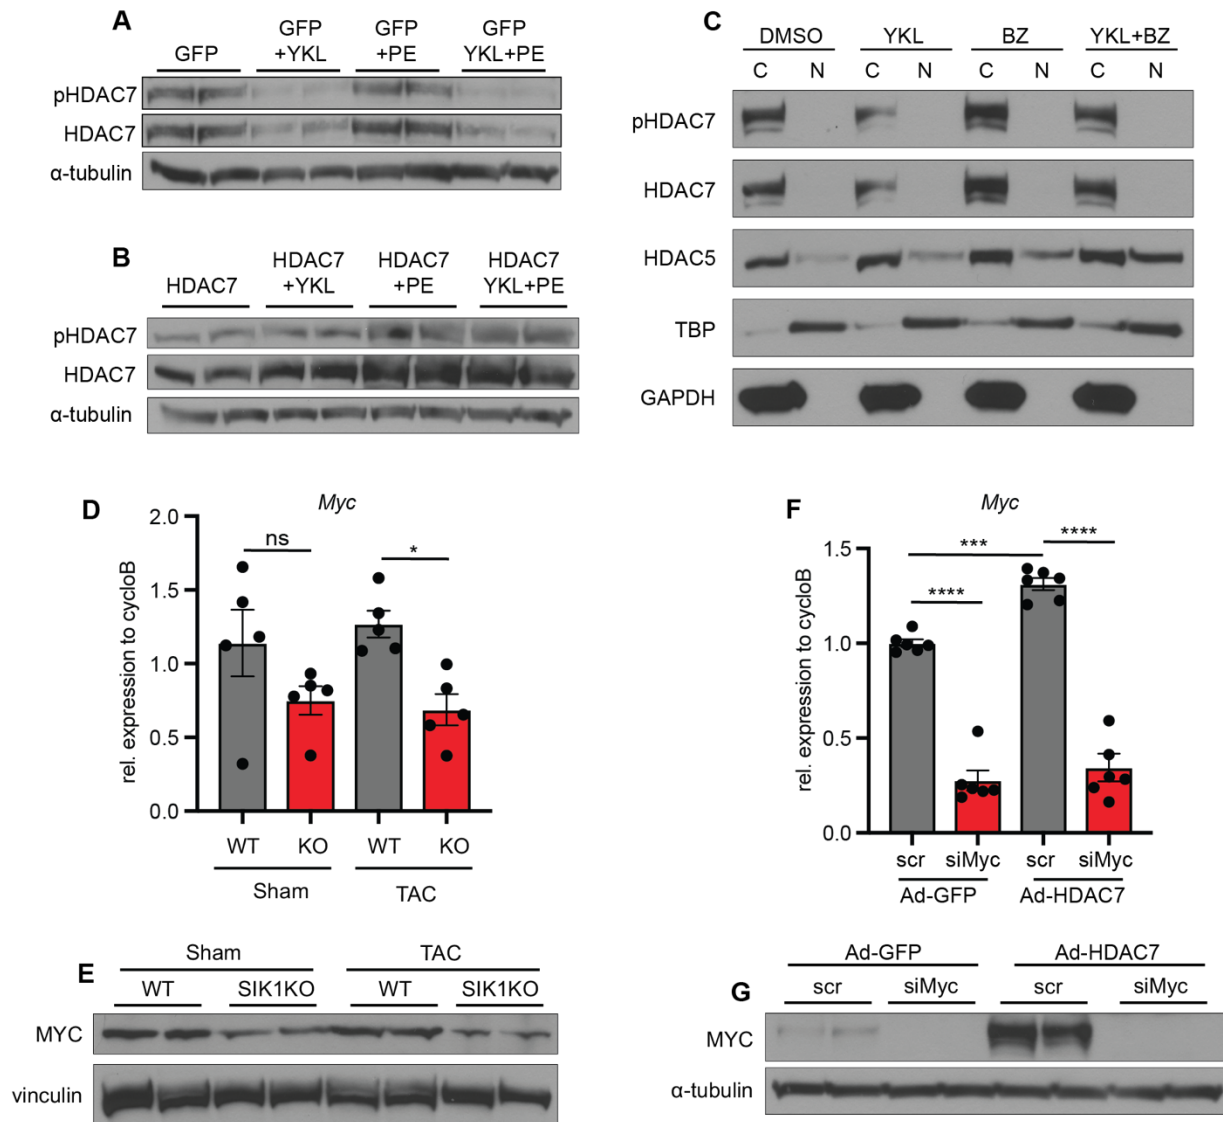 A
GFP
GFP
+YKL
GFP
+PE
GFP
YKL+PE
pHDAC7
HDAC7
α-tubulin
B
HDAC7
HDAC7
+YKL
HDAC7
+PE
HDAC7
YKL+PE
pHDAC7
HDAC7
α-tubulin
C
DMSO YKL BZ YKL+BZ
C N C N C N C N
pHDAC7
HDAC7
HDAC5
TBP
GAPDH
D
Myc
rel. expression to cycloB
2.0
1.5
1.0
0.5
0.0
ns
*
WT KO WT KO
Sham TAC
E
Sham TAC
WT SIK1KO WT SIK1KO
MYC
vinculin
F
Myc
rel. expression to cycloB
1.5
1.0
0.5
0.0
*** ****
****
scr siMyc scr siMyc
Ad-GFP Ad-HDAC7
G
Ad-GFP Ad-HDAC7
scr siMyc scr siMyc
MYC
α-tubulin